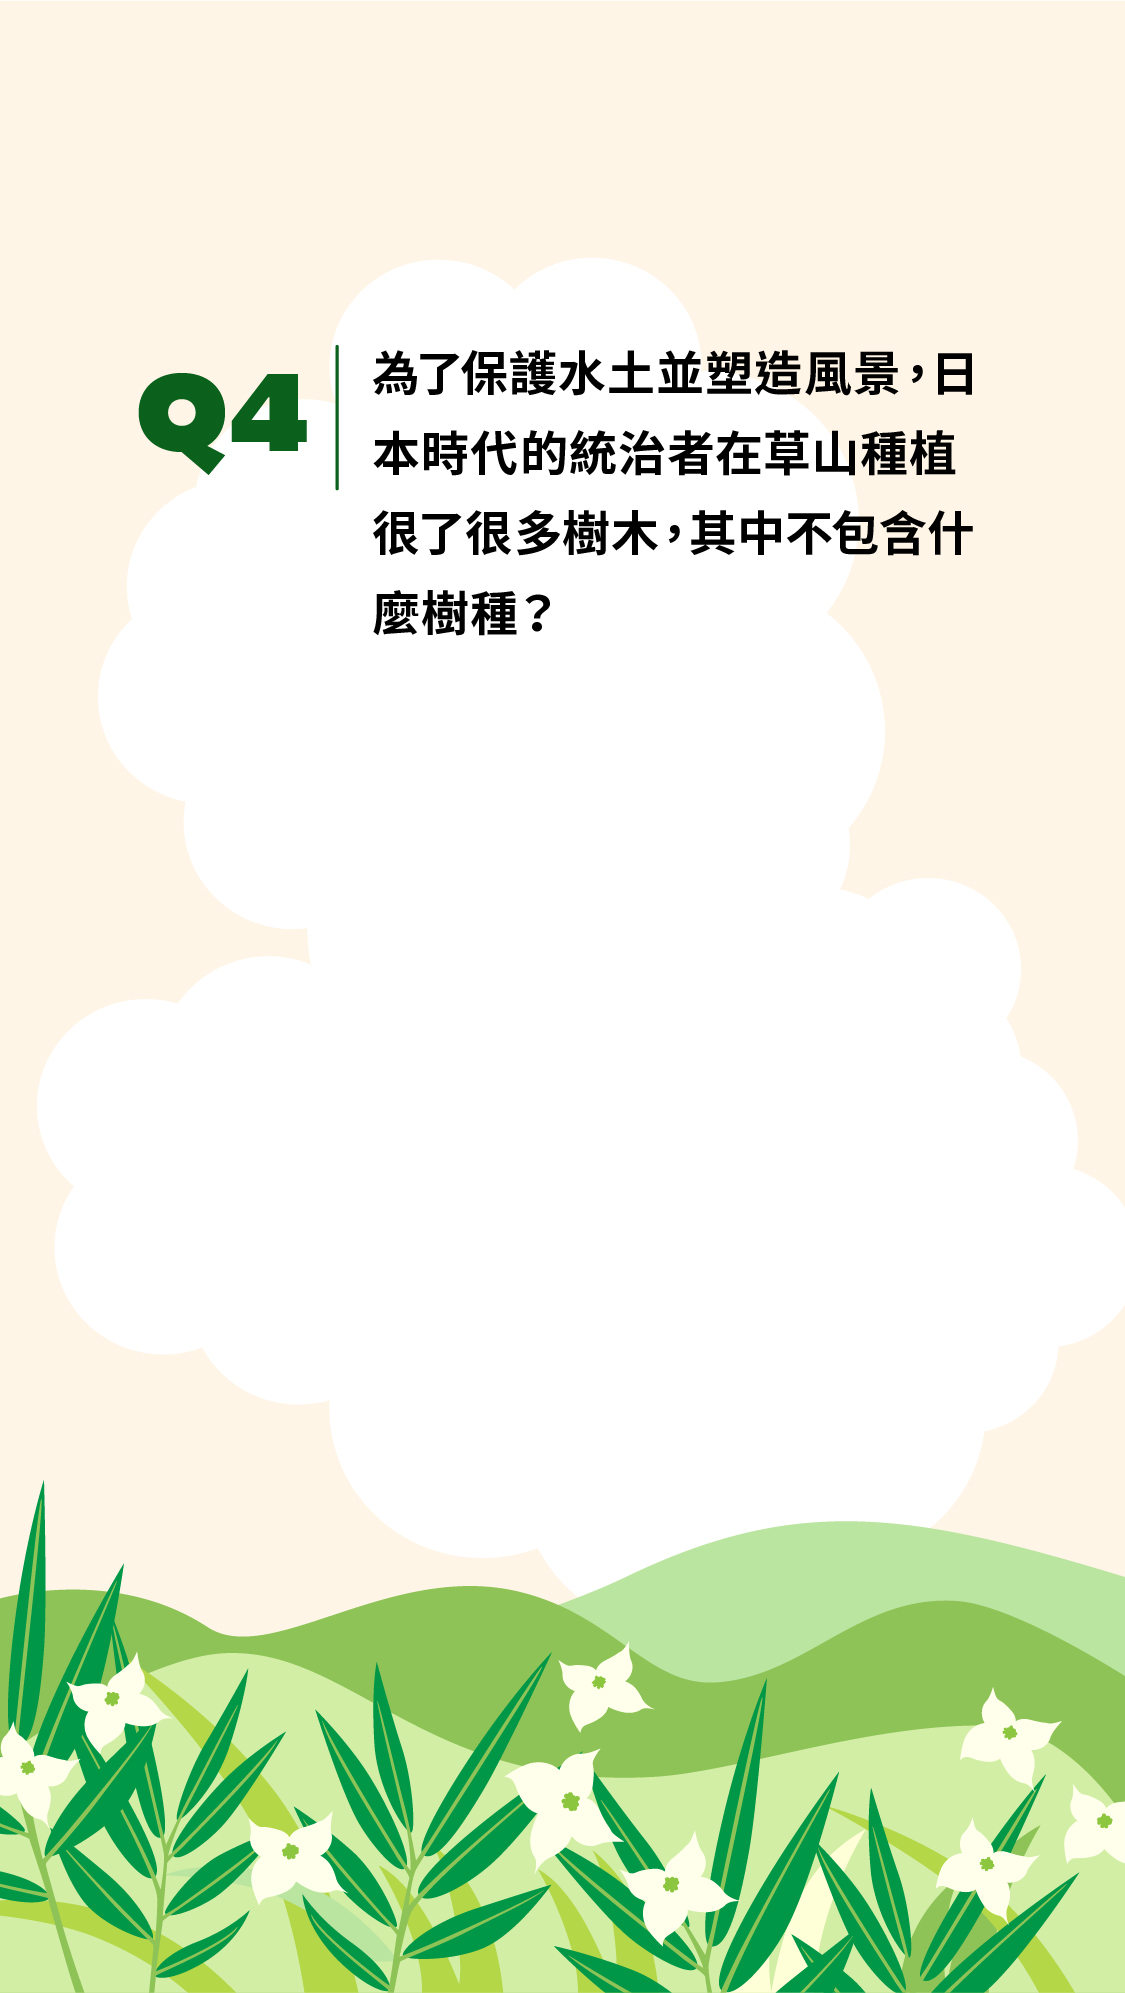 Q4
為了保護水土並塑造風景，日
本時代的統治者在草山種植
很了很多樹木，其中不包含什
麼樹種？